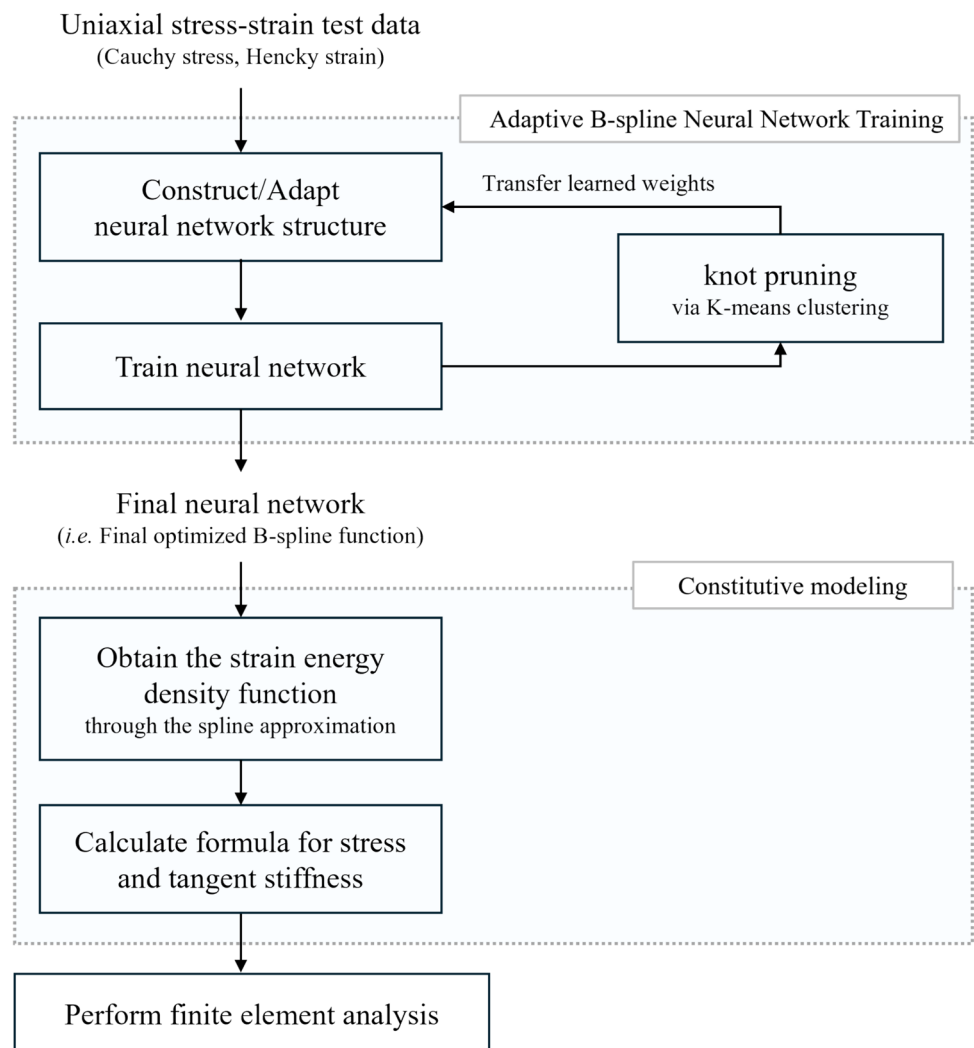 Uniaxial stress-strain test data
(Cauchy stress, Hencky strain)
Adaptive B-spline Neural Network Training
Construct/Adapt
neural network structure
Transfer learned weights
knot pruning
via K-means clustering
Train neural network
Final neural network
(i.e. Final optimized B-spline function)
Constitutive modeling
Obtain the strain energy
density function
through the spline approximation
Calculate formula for stress
and tangent stiffness
Perform finite element analysis